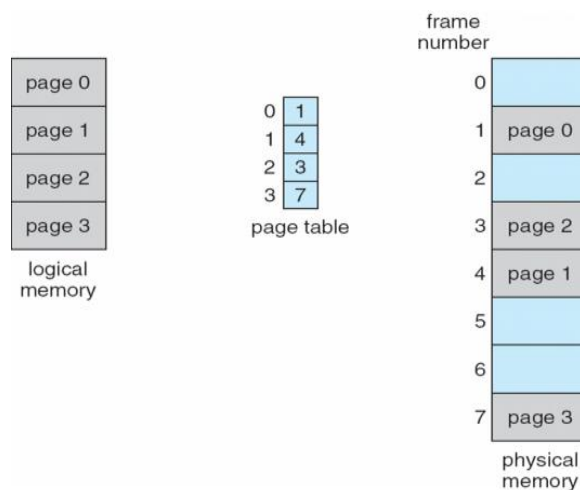 page 0
page 1
page 2
page 3
logical
memory
0 1
1 4
2 3
3 7
page table
frame
number
0
1 page 0
2
3 page 2
4 page 1
5
6
7 page 3
physical
memory